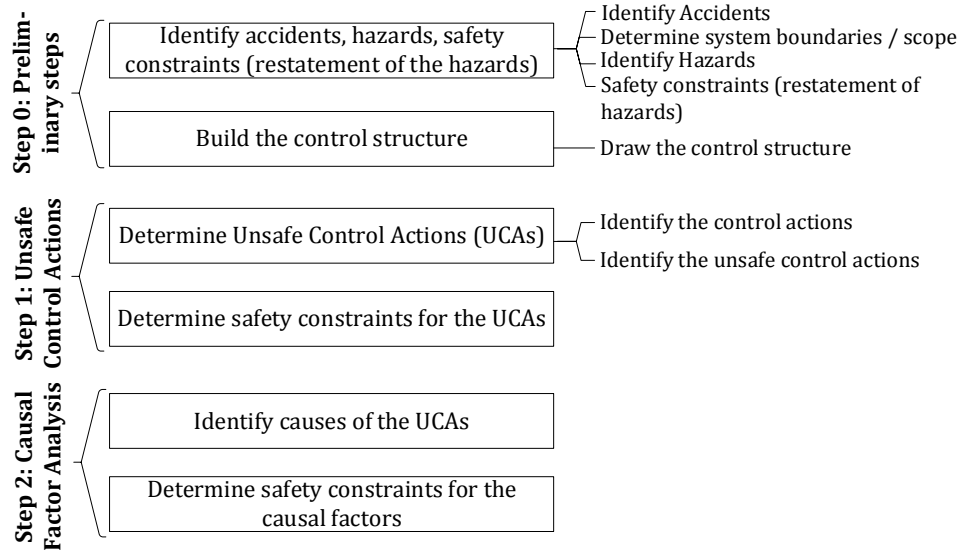 Step 0: Prelim-
inary steps
Identify accidents, hazards, safety
constraints (restatement of the hazards)
Identify Accidents
Determine system boundaries / scope
Identify Hazards
Safety constraints (restatement of
hazards)
Build the control structure
Draw the control structure
Step 1: Unsafe
Control Actions
Determine Unsafe Control Actions (UCAs)
Identify the control actions
Identify the unsafe control actions
Determine safety constraints for the UCAs
Step 2: Causal
Factor Analysis
Identify causes of the UCAs
Determine safety constraints for the
causal factors